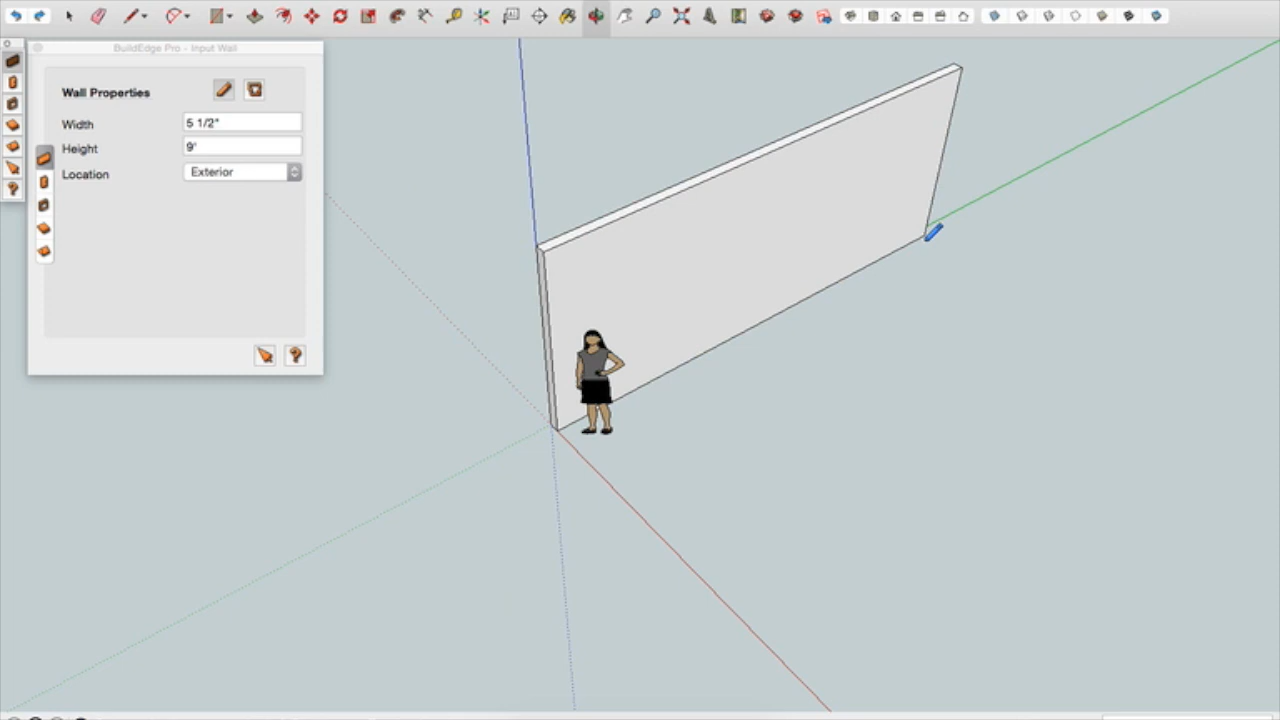 BuildEdge Pro - Input Wall
Wall Properties
Width
5 1/2"
Height
9'
Location
Exterior
?
?